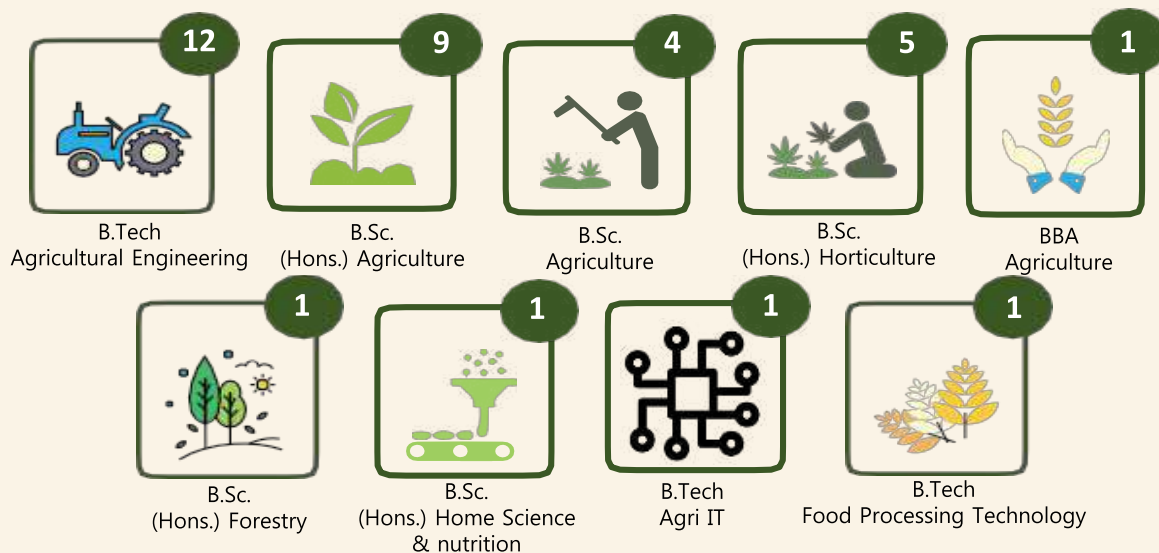 12
9
4
5
1
B.Tech
Agricultural Engineering
B.Sc.
(Hons.) Agriculture
B.Sc.
Agriculture
B.Sc.
(Hons.) Horticulture
BBA
Agriculture
1
1
1
1
B.Sc.
(Hons.) Forestry
B.Sc.
(Hons.) Home Science
& nutrition
B.Tech
Agri IT
B.Tech
Food Processing Technology